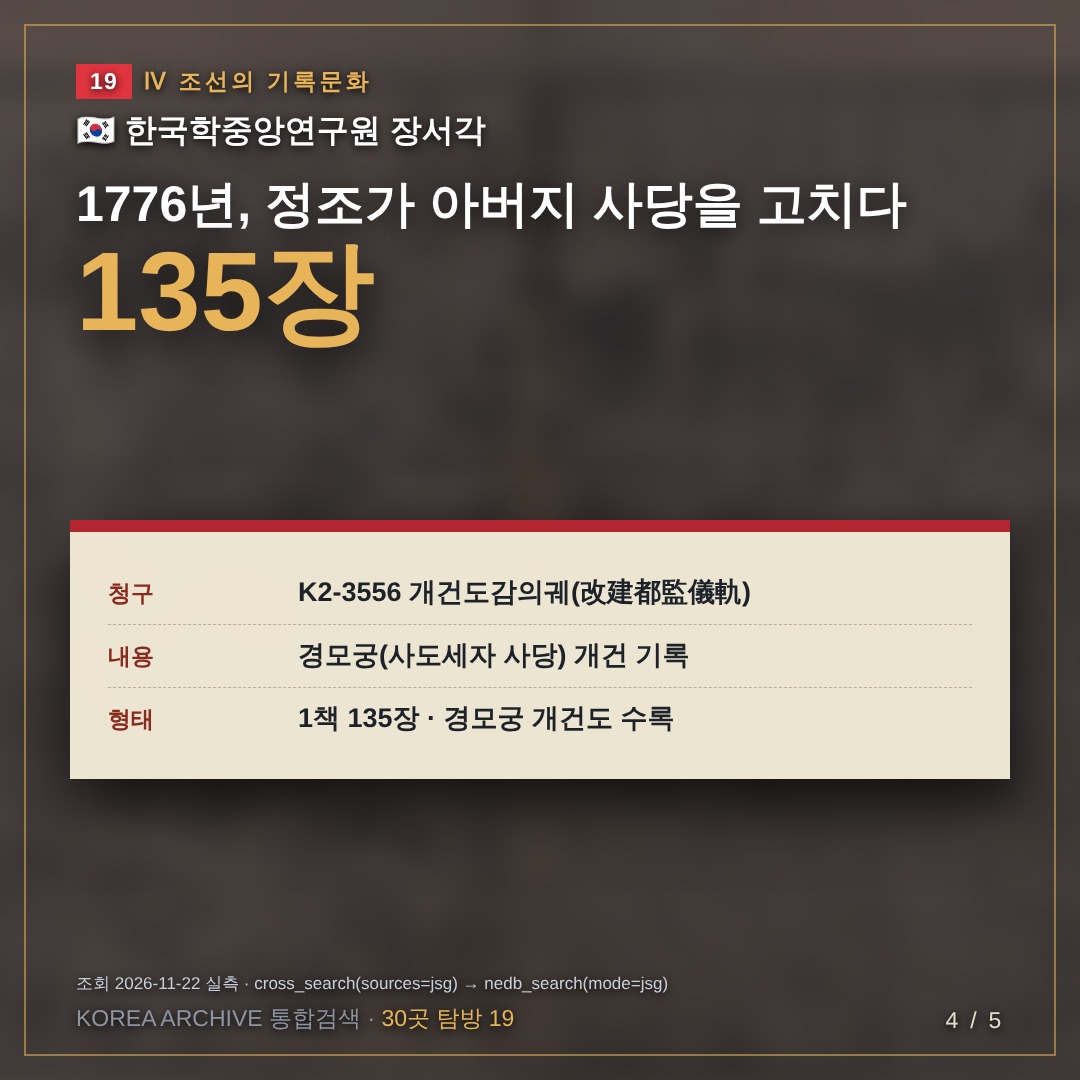 19 Ⅳ 조선의 기록문화
🇰🇷 한국학중앙연구원 장서각
1776년, 정조가 아버지 사당을 고치다
135장
청구 K2-3556 개건도감의궤(改建都監儀軌)
내용 경모궁(사도세자 사당) 개건 기록
형태 1책 135장 · 경모궁 개건도 수록
조회 2026-11-22 실측 · cross_search(sources=jsg) → nedb_search(mode=jsg)
KOREA ARCHIVE 통합검색 · 30곳 탐방 19
4 / 5